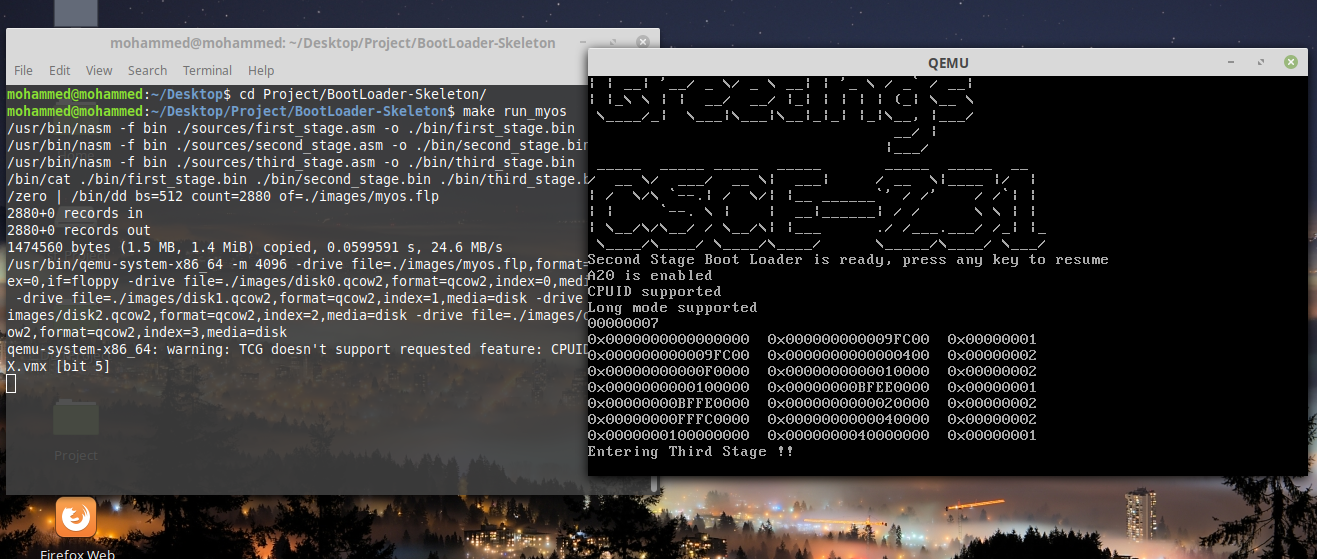 mohammed@mohammed: ~/Desktop/Project/BootLoader-Skeleton
File Edit View Search Terminal Help
mohammed@mohammed:~/Desktop$ cd Project/BootLoader-Skeleton/
mohammed@mohammed:~/Desktop/Project/BootLoader-Skeleton$ make run_myos
/usr/bin/nasm -f bin ./sources/first_stage.asm -o ./bin/first_stage.bin
/usr/bin/nasm -f bin ./sources/second_stage.asm -o ./bin/second_stage.bin
/usr/bin/nasm -f bin ./sources/third_stage.asm -o ./bin/third_stage.bin
/bin/cat ./bin/first_stage.bin ./bin/second_stage.bin ./bin/third_stage.b
/zero | /bin/dd bs=512 count=2880 of=./images/myos.flp
2880+0 records in
2880+0 records out
1474560 bytes (1.5 MB, 1.4 MiB) copied, 0.0599591 s, 24.6 MB/s
/usr/bin/qemu-system-x86_64 -m 4096 -drive file=./images/myos.flp,format=
ex=0,if=floppy -drive file=./images/disk0.qcow2,format=qcow2,index=0,med
-drive file=./images/disk1.qcow2,format=qcow2,index=1,media=disk -drive
images/disk2.qcow2,format=qcow2,index=2,media=disk -drive file=./images/
ow2,format=qcow2,index=3,media=disk
qemu-system-x86_64: warning: TCG doesn't support requested feature: CPUID
X.vmx [bit 5]
Project
Firefox Web
QEMU
Greetings
CSCE-231
Second Stage Boot Loader is ready, press any key to resume
A20 is enabled
CPUID supported
Long mode supported
00000007
0x0000000000000000 0x000000000009FC00 0x00000001
0x000000000009FC00 0x0000000000000400 0x00000002
0x00000000000F0000 0x0000000000010000 0x00000002
0x0000000000100000 0x00000000BFEE0000 0x00000001
0x00000000BFFE0000 0x0000000000020000 0x00000002
0x00000000FFFC0000 0x0000000000040000 0x00000002
0x0000000100000000 0x0000000040000000 0x00000001
Entering Third Stage !!